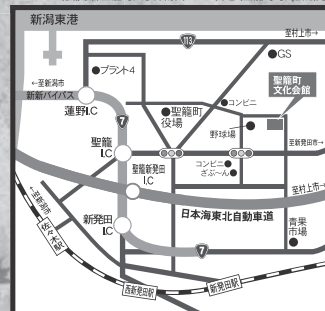 新潟東港
至村上市→
113
GS
プラント4
←至新潟市
聖籠町
文化会館
新新バイパス
コンビニ
蓮野I.C
聖籠町
役場
7
野球場
至新発田市→
聖籠
I.C
コンビニ
ざぶ〜ん
聖籠新発田
I.C
至村上市→
←至新潟市
日本海東北自動車道
佐々木駅
新発田
I.C
青果
市場
7
西新発田駅
新発田駅